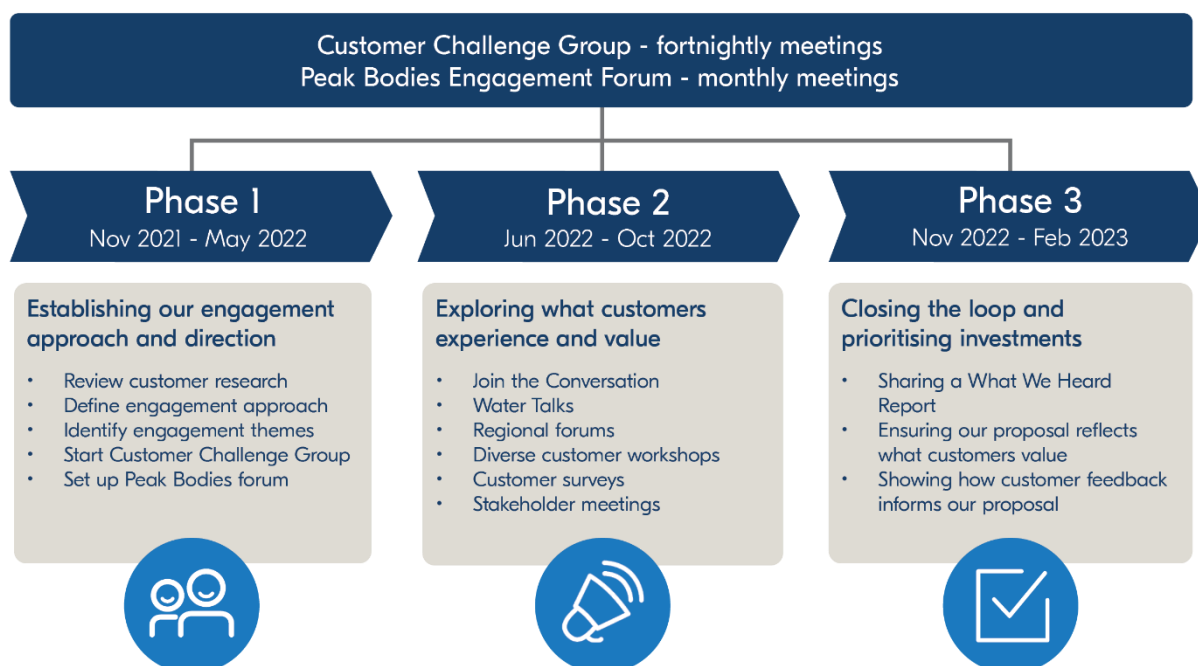 Customer Challenge Group - fortnightly meetings
Peak Bodies Engagement Forum - monthly meetings
Phase 1
Nov 2021 - May 2022
Establishing our engagement
approach and direction
• Review customer research
• Define engagement approach
• Identify engagement themes
• Start Customer Challenge Group
• Set up Peak Bodies forum
Phase 2
Jun 2022 - Oct 2022
Exploring what customers
experience and value
• Join the Conversation
• Water Talks
• Regional forums
• Diverse customer workshops
• Customer surveys
• Stakeholder meetings
Phase 3
Nov 2022 - Feb 2023
Closing the loop and
prioritising investments
• Sharing a What We Heard
Report
• Ensuring our proposal reflects
what customers value
• Showing how customer feedback
informs our proposal